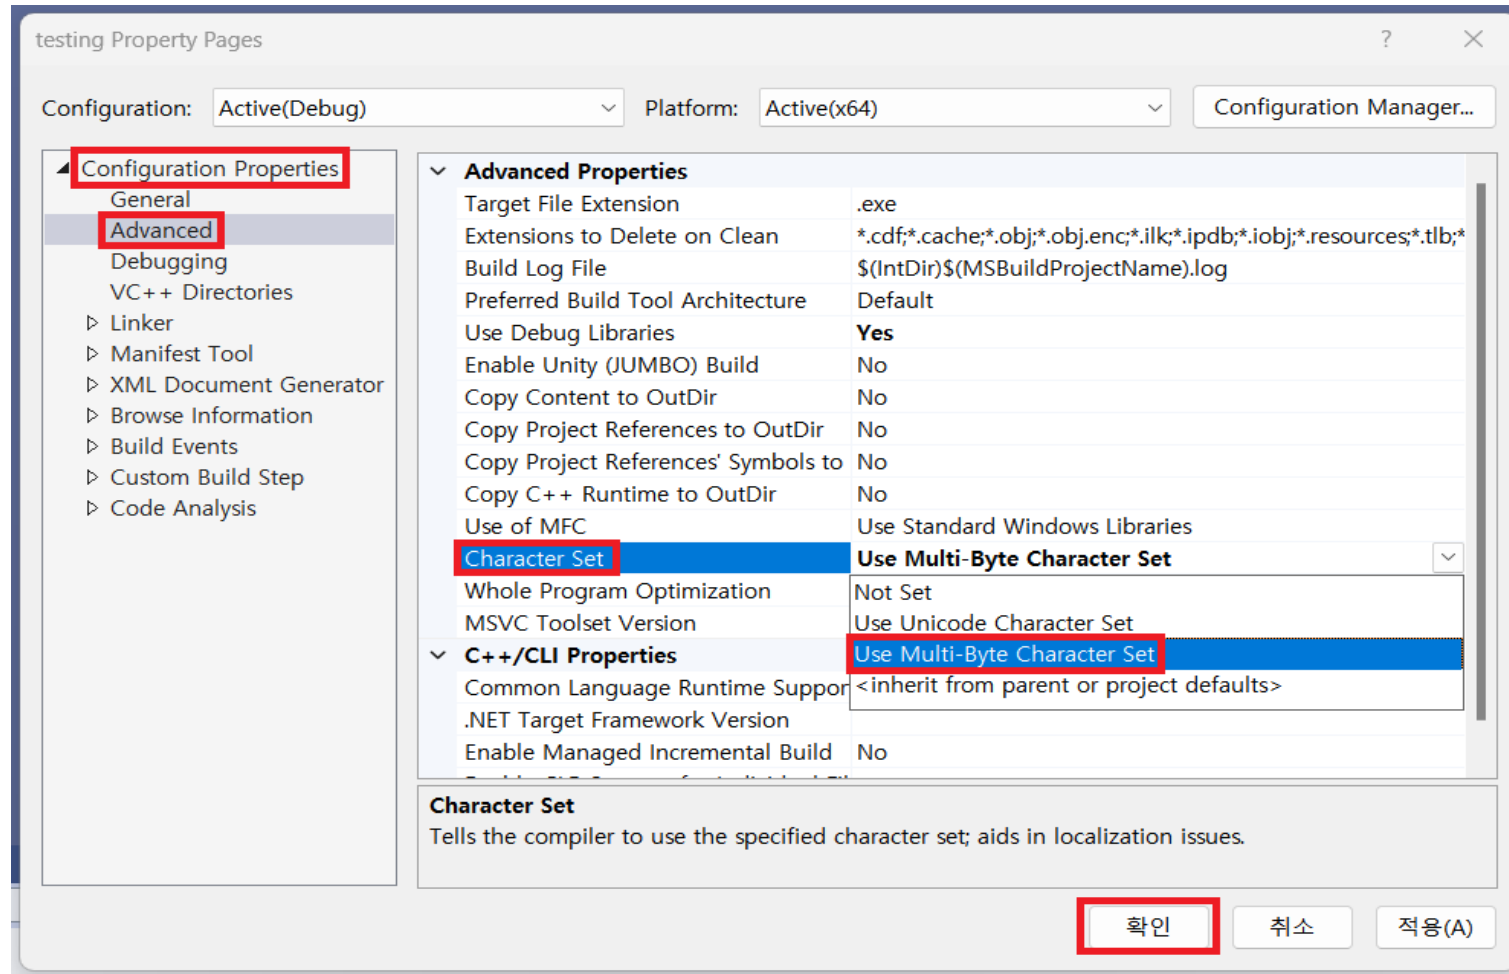 testing Property Pages
?
Configuration: Active(Debug) Platform: Active(x64) Configuration Manager...
Configuration Properties
General
Advanced
Debugging
VC++ Directories
Linker
Manifest Tool
XML Document Generator
Browse Information
Build Events
Custom Build Step
Code Analysis
Advanced Properties
Target File Extension .exe
Extensions to Delete on Clean *.cdf;*.cache;*.obj;*.obj.enc;*.ilk;*.ipdb;*.iobj;*.resources;*.tlb;*
Build Log File $(IntDir)$(MSBuildProjectName).log
Preferred Build Tool Architecture Default
Use Debug Libraries Yes
Enable Unity (JUMBO) Build No
Copy Content to OutDir No
Copy Project References to OutDir No
Copy Project References' Symbols to No
Copy C++ Runtime to OutDir No
Use of MFC Use Standard Windows Libraries
Character Set Use Multi-Byte Character Set
Whole Program Optimization Not Set
MSVC Toolset Version Use Unicode Character Set
C++/CLI Properties Use Multi-Byte Character Set
Common Language Runtime Suppor <inherit from parent or project defaults>
.NET Target Framework Version
Enable Managed Incremental Build No
Character Set
Tells the compiler to use the specified character set; aids in localization issues.
확인 취소 적용(A)